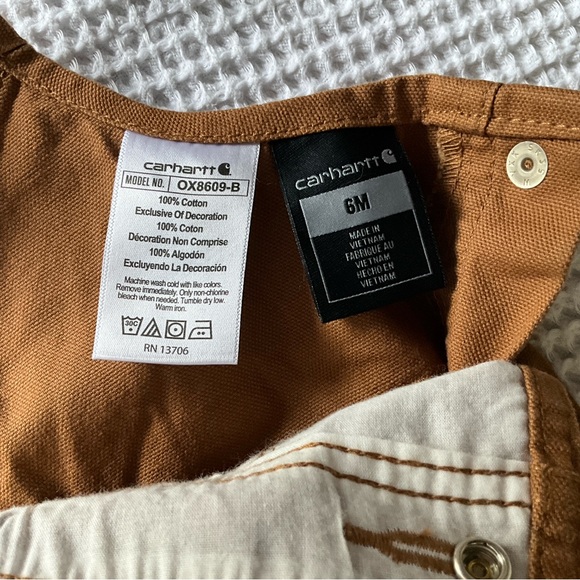 carhartt
MODEL NO. OX8609-B
100% Cotton
Exclusive Of Decoration
100% Coton
Décoration Non Comprise
100% Algodón
Excluyendo La Decoración
Machine wash cold with like colors.
Remove immediately. Only non-chlorine
bleach when needed. Tumble dry low.
Warm iron.
30C
RN 13706
carhartt
6M
MADE IN
VIETNAM
FABRIQUE AU
VIETNAM
HECHO EN
VIETNAM